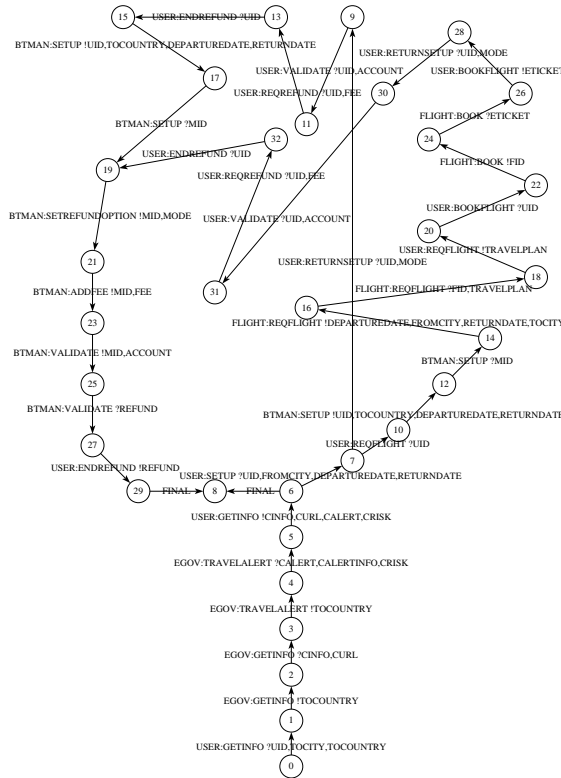 15
USER:ENDREFUND ?UID
13
9
28
BTMAN:SETUP !UID,TOCOUNTRY,DEPARTUREDATE,RETURNDATE
USER:RETURNSETUP ?UID,MODE
17
USER:VALIDATE ?UID,ACCOUNT
USER:BOOKFLIGHT !ETICKET
USER:REQREFUND ?UID,FEE
30
26
FLIGHT:BOOK ?ETICKET
BTMAN:SETUP ?MID
11
32
24
USER:ENDREFUND ?UID
FLIGHT:BOOK !FID
19
USER:REQREFUND ?UID,FEE
22
USER:BOOKFLIGHT ?UID
BTMAN:SETREFUNDOPTION !MID,MODE
USER:VALIDATE ?UID,ACCOUNT
20
USER:REQFLIGHT !TRAVELPLAN
21
USER:RETURNSETUP ?UID,MODE
18
BTMAN:ADDFEE !MID,FEE
31
FLIGHT:REQFLIGHT ?FID,TRAVELPLAN
16
23
FLIGHT:REQFLIGHT !DEPARTUREDATE,FROMCITY,RETURNDATE,TOCITY
14
BTMAN:VALIDATE !MID,ACCOUNT
BTMAN:SETUP ?MID
25
12
BTMAN:VALIDATE ?REFUND
BTMAN:SETUP !UID,TOCOUNTRY,DEPARTUREDATE,RETURNDATE
10
27
USER:REQFLIGHT ?UID
USER:ENDREFUND !REFUND
7
USER:SETUP ?UID,FROMCITY,DEPARTUREDATE,RETURNDATE
29
FINAL
8
FINAL
6
USER:GETINFO !CINFO,CURL,CALERT,CRISK
5
EGOV:TRAVELALERT ?CALERT,CALERTINFO,CRISK
4
EGOV:TRAVELALERT !TOCOUNTRY
3
EGOV:GETINFO ?CINFO,CURL
2
EGOV:GETINFO !TOCOUNTRY
1
USER:GETINFO ?UID,TOCITY,TOCOUNTRY
0